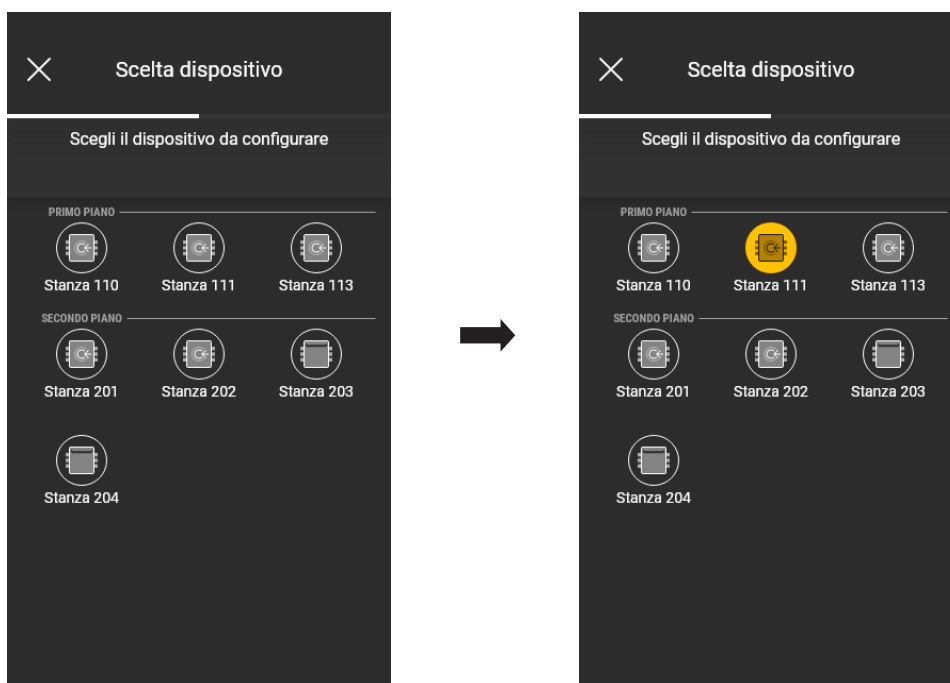 Scelta dispositivo
Scegli il dispositivo da configurare
PRIMO PIANO
Stanza 110 Stanza 111 Stanza 113
SECONDO PIANO
Stanza 201 Stanza 202 Stanza 203
Stanza 204
Scelta dispositivo
Scegli il dispositivo da configurare
PRIMO PIANO
Stanza 110 Stanza 111 Stanza 113
SECONDO PIANO
Stanza 201 Stanza 202 Stanza 203
Stanza 204